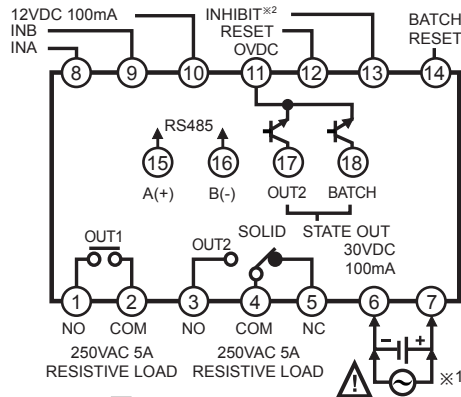 12VDC 100mA
INB
INA
INHIBIT※2
RESET
OVDC
BATCH
RESET
8
9
10
11
12
13
14
RS485
15
16
17
18
A(+)
B(-)
OUT2
BATCH
OUT1
OUT2
SOLID STATE OUT
30VDC
100mA
1
2
3
4
5
6
7
NO
COM
NO
COM
NC
250VAC 5A
RESISTIVE LOAD
250VAC 5A
RESISTIVE LOAD
- +
※1